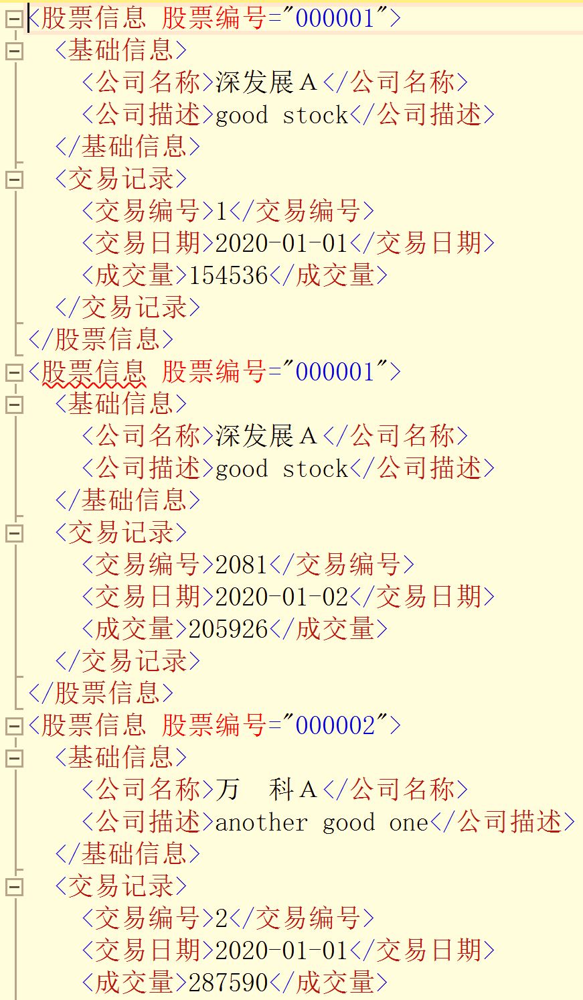 <股票信息 股票编号="000001">
<基础信息>
<公司名称>深发展Ａ</公司名称>
<公司描述>good stock</公司描述>
</基础信息>
<交易记录>
<交易编号>1</交易编号>
<交易日期>2020-01-01</交易日期>
<成交量>154536</成交量>
</交易记录>
</股票信息>
<股票信息 股票编号="000001">
<基础信息>
<公司名称>深发展Ａ</公司名称>
<公司描述>good stock</公司描述>
</基础信息>
<交易记录>
<交易编号>2081</交易编号>
<交易日期>2020-01-02</交易日期>
<成交量>205926</成交量>
</交易记录>
</股票信息>
<股票信息 股票编号="000002">
<基础信息>
<公司名称>万　科Ａ</公司名称>
<公司描述>another good one</公司描述>
</基础信息>
<交易记录>
<交易编号>2</交易编号>
<交易日期>2020-01-01</交易日期>
<成交量>287590</成交量>